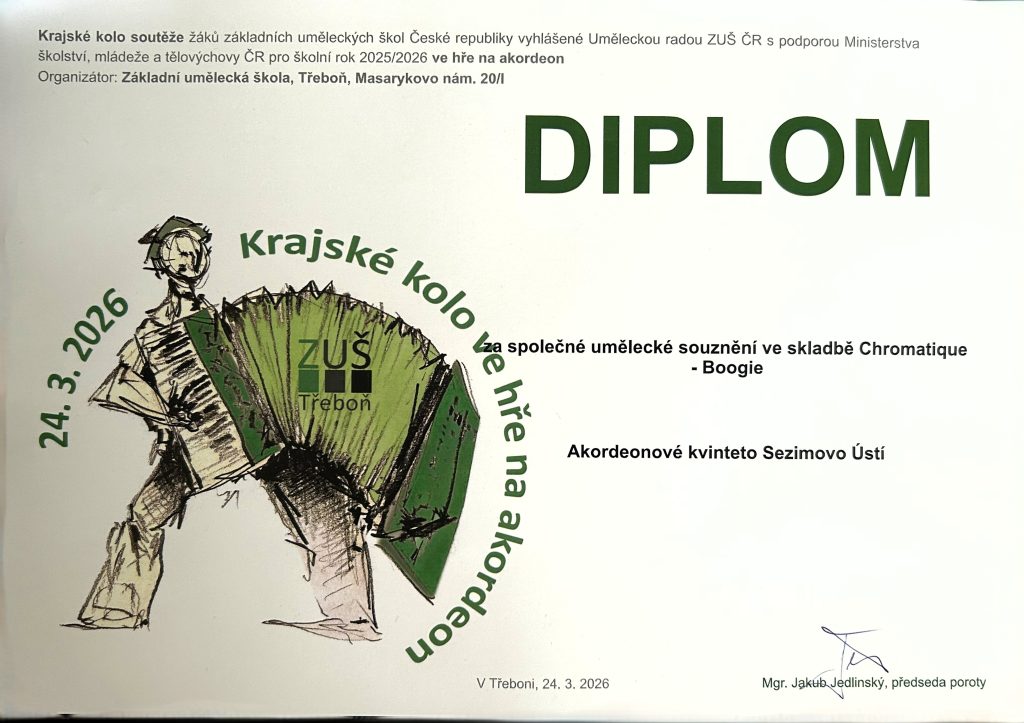 Krajské kolo soutěže žáků základních uměleckých škol České republiky vyhlášené Uměleckou radou ZUŠ ČR s podporou Ministerstva
školství, mládeže a tělovýchovy ČR pro školní rok 2025/2026 ve hře na akordeon
Organizátor: Základní umělecká škola, Třeboň, Masarykovo nám. 20/I
DIPLOM
24. 3. 2026 Krajské kolo ve hře na akordeon
ZUŠ
Třeboň
za společné umělecké souznění ve skladbě Chromatique
- Boogie
Akordeonové kvinteto Sezimovo Ústí
V Třeboni, 24. 3. 2026
Mgr. Jakub Jedlinský, předseda poroty